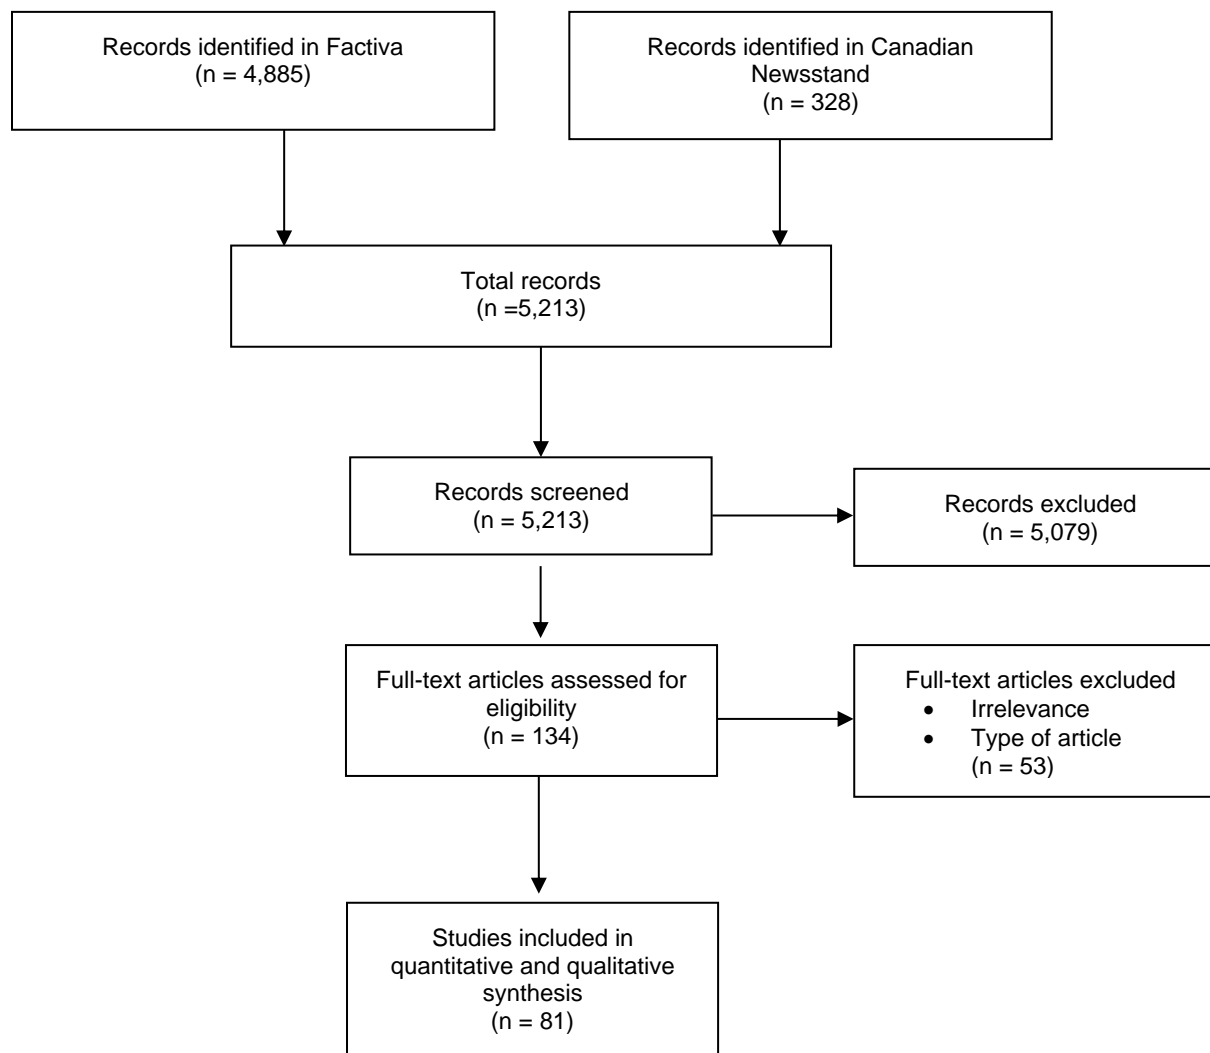 Records identified in Factiva
(n = 4,885)
Records identified in Canadian
Newsstand
(n = 328)
Total records
(n =5,213)
Records screened
(n = 5,213)
Records excluded
(n = 5,079)
Full-text articles assessed for
eligibility
(n = 134)
Full-text articles excluded
• Irrelevance
• Type of article
(n = 53)
Studies included in
quantitative and qualitative
synthesis
(n = 81)